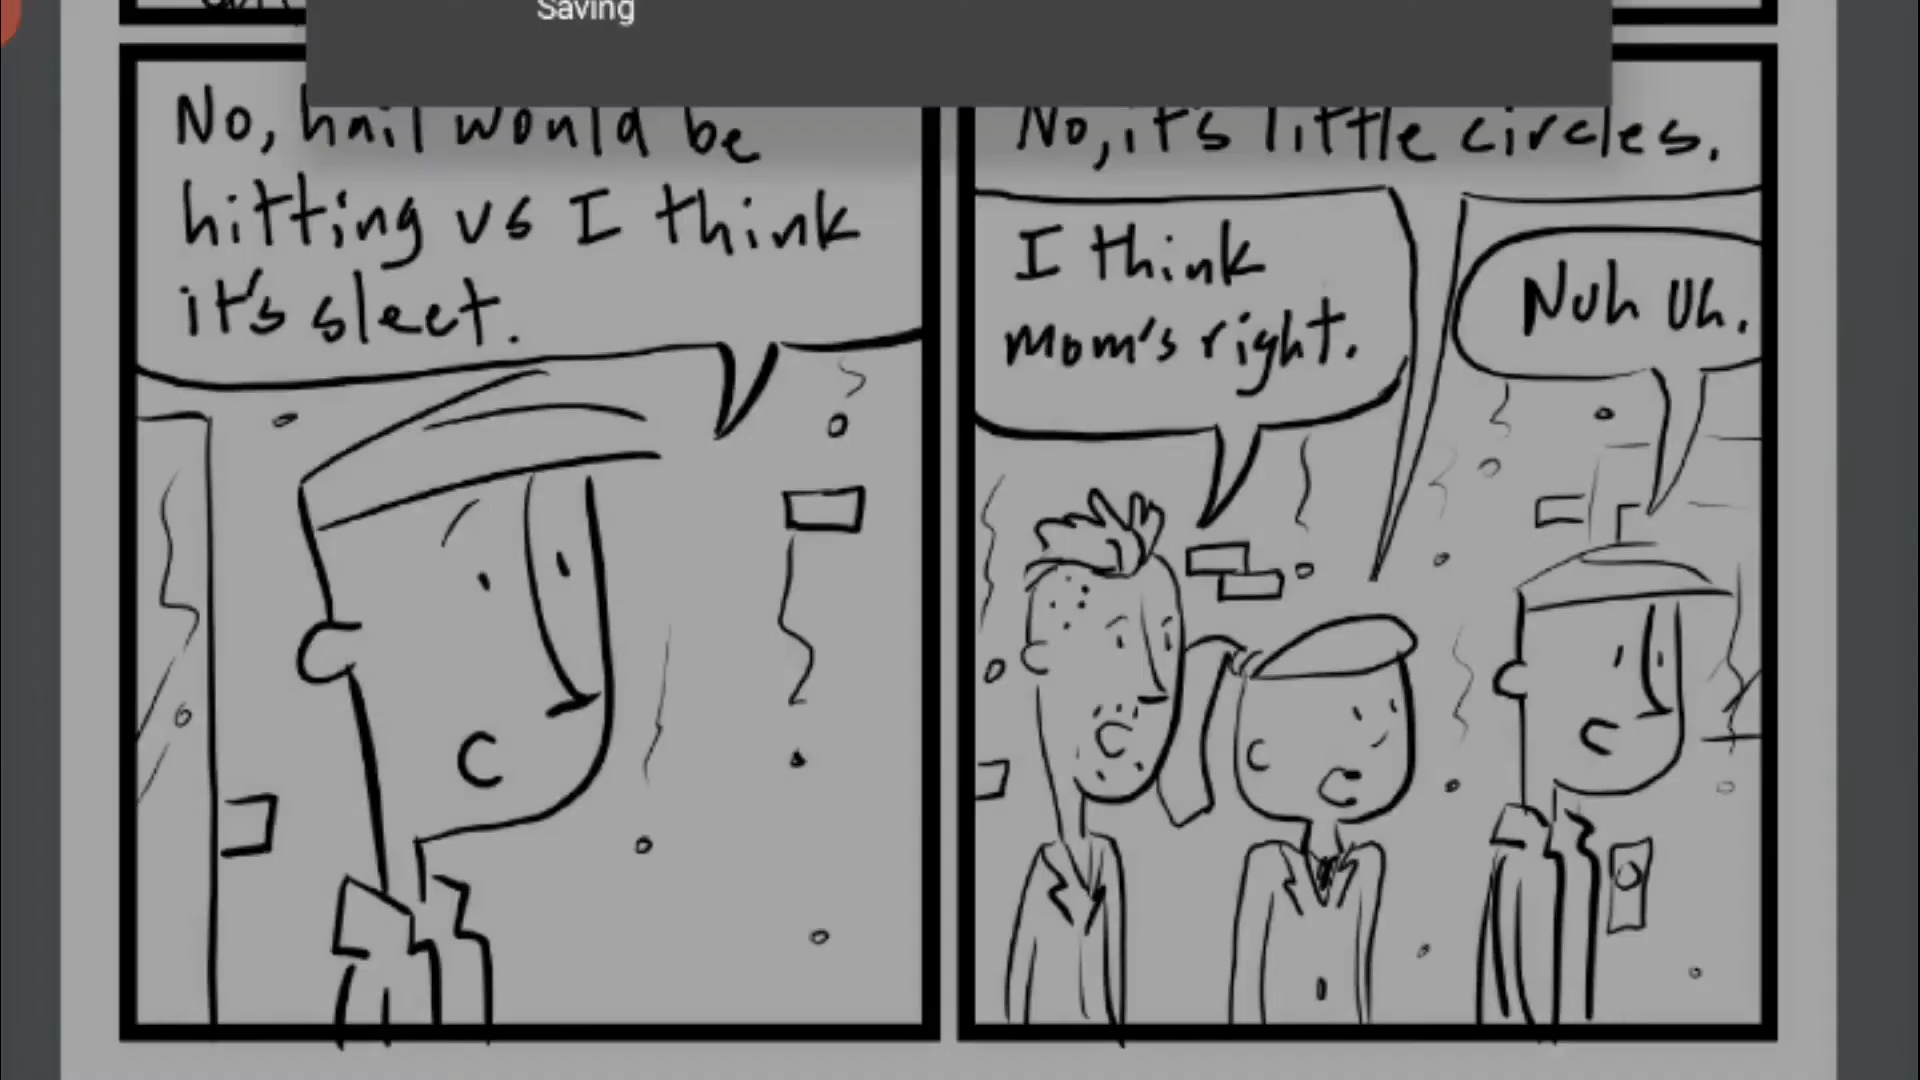 Saving
No, hail would be
hitting us I think
it's sleet.
No, it's little circles.
I think
mom's right.
Nuh Uh.